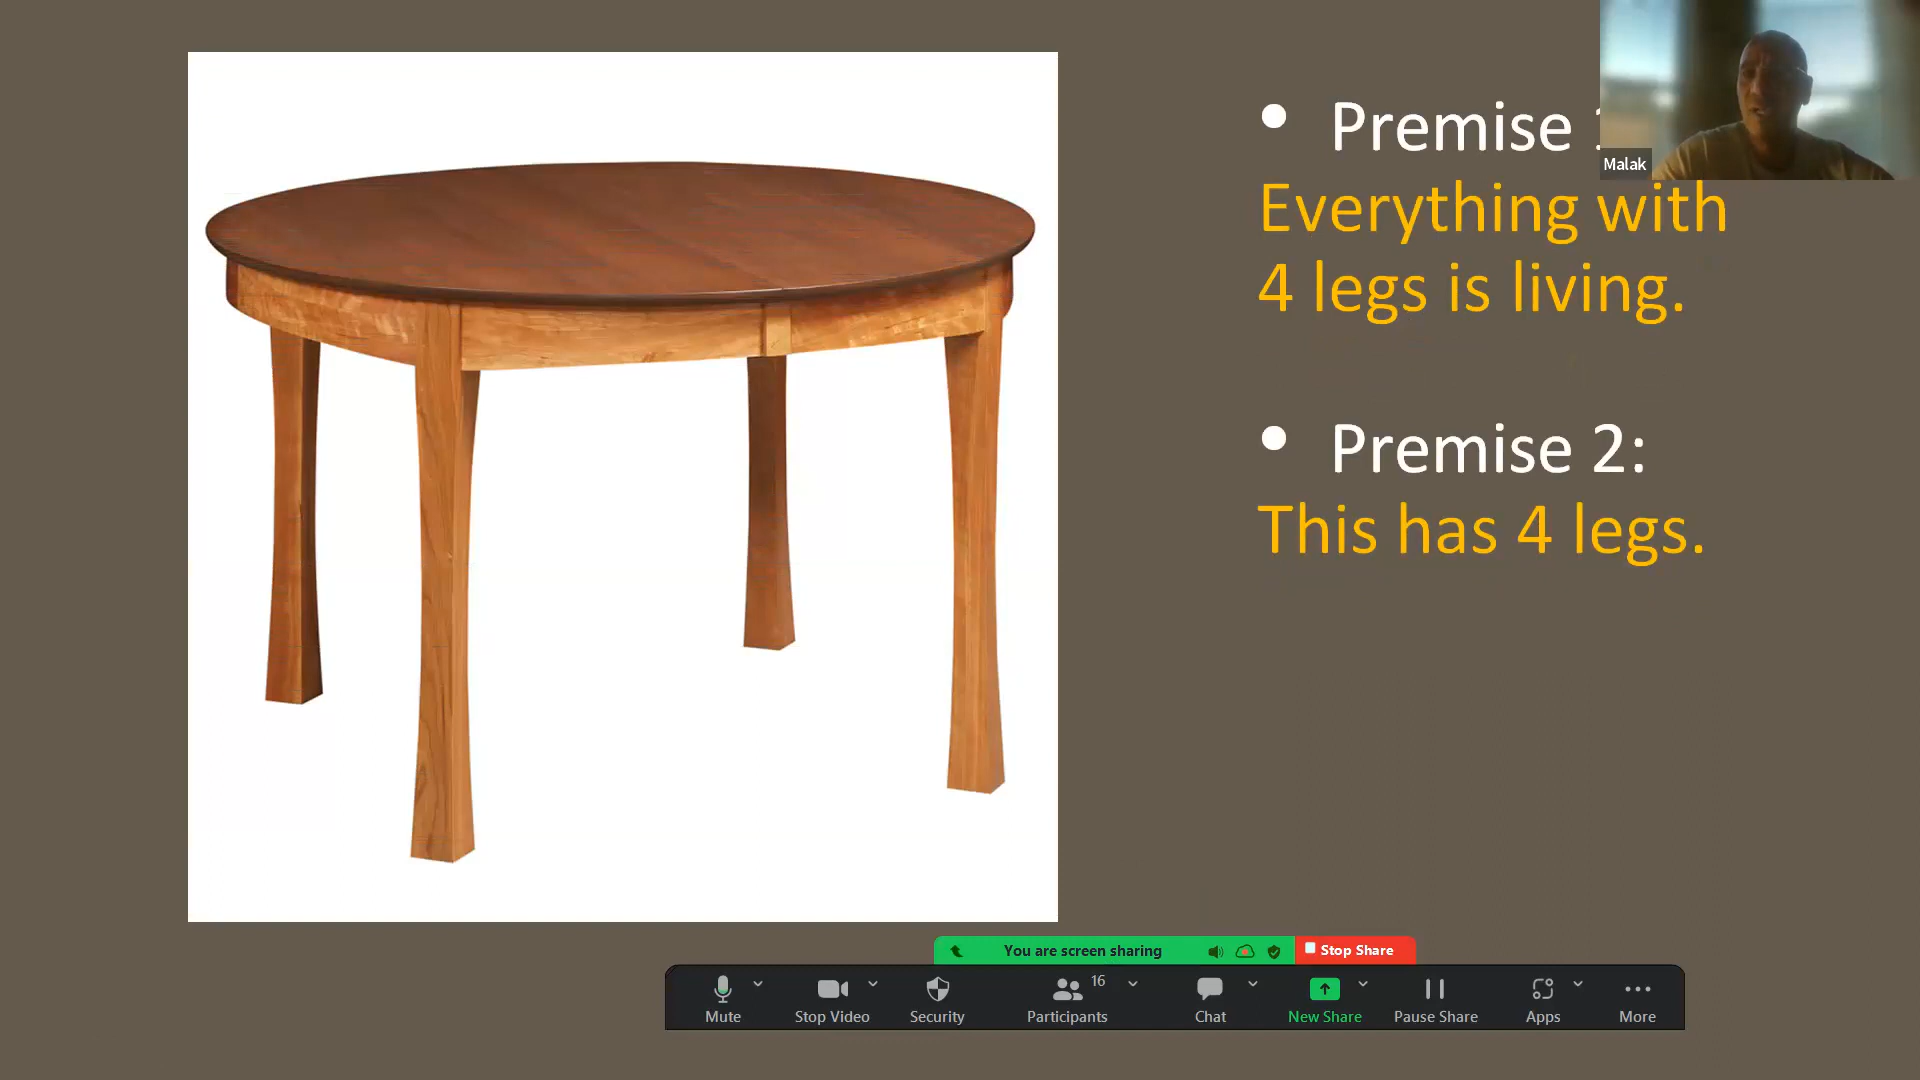 Premise
Malak
Everything with
4 legs is living.
Premise 2:
This has 4 legs.
You are screen sharing
Stop Share
16
Mute
Stop Video
Security
Participants
Chat
New Share
Pause Share
Apps
More